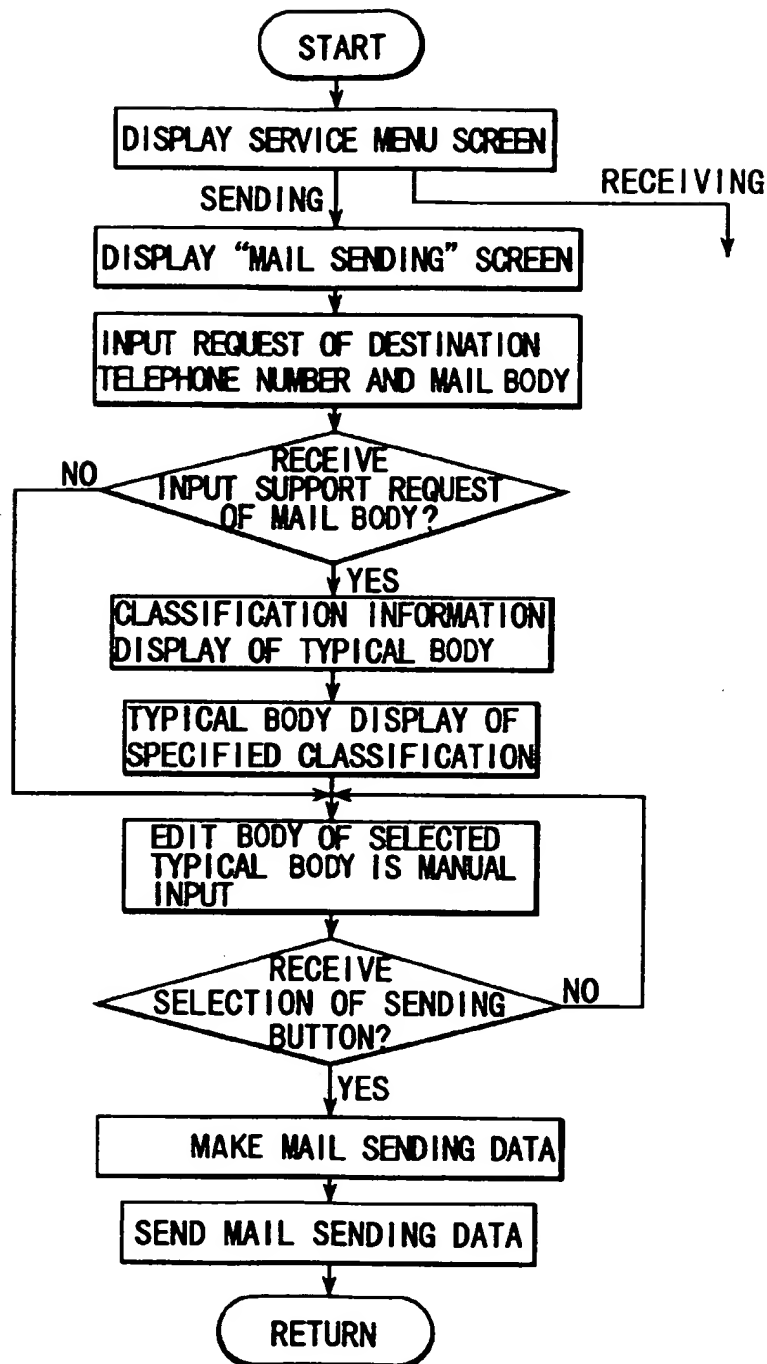 START
DISPLAY SERVICE MENU SCREEN
RECEIVING
SENDING
DISPLAY “MAIL SENDING” SCREEN
INPUT REQUEST OF DESTINATION
TELEPHONE NUMBER AND MAIL BODY
NO
RECEIVE
INPUT SUPPORT REQUEST
OF MAIL BODY?
YES
CLASSIFICATION INFORMATION
DISPLAY OF TYPICAL BODY
TYPICAL BODY DISPLAY OF
SPECIFIED CLASSIFICATION
EDIT BODY OF SELECTED
TYPICAL BODY IS MANUAL
INPUT
RECEIVE
SELECTION OF SENDING
BUTTON?
NO
YES
MAKE MAIL SENDING DATA
SEND MAIL SENDING DATA
RETURN